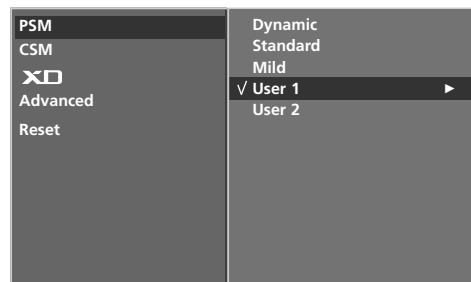 PSM
CSM
XD
Advanced
Reset
Dynamic
Standard
Mild
√ User 1 ►
User 2